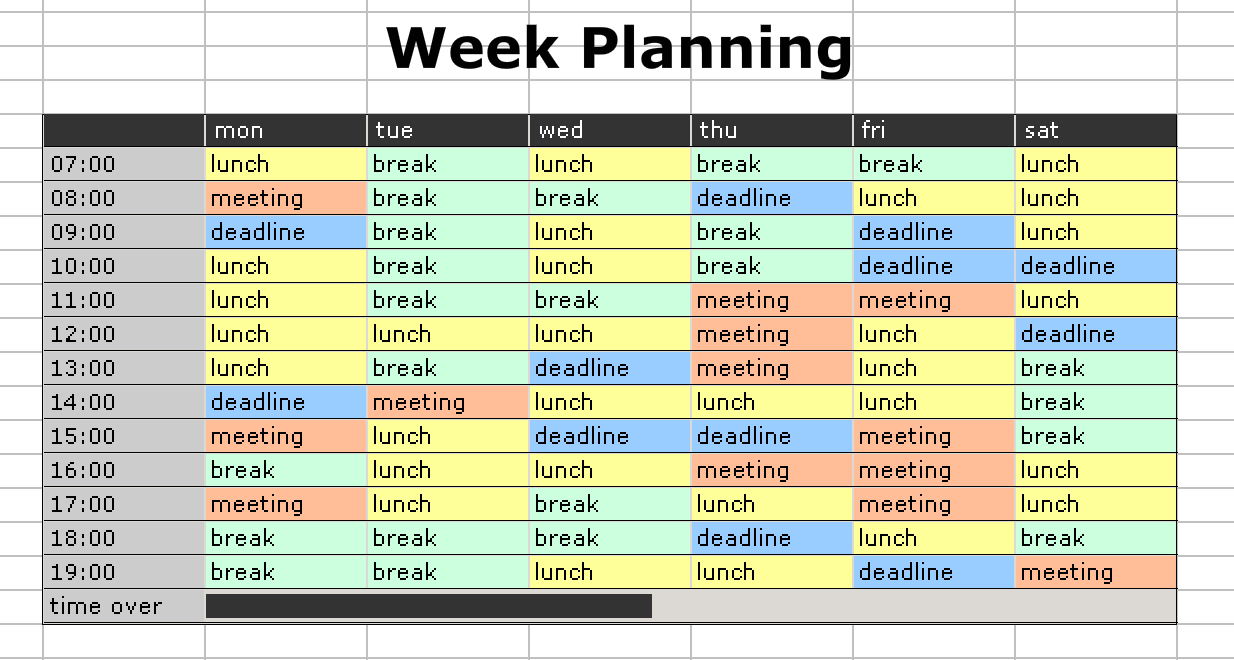 Week Planning
mon tue wed thu fri sat
07:00 lunch break lunch break break lunch
08:00 meeting break break deadline lunch lunch
09:00 deadline break lunch break deadline lunch
10:00 lunch break lunch break deadline deadline
11:00 lunch break break meeting meeting lunch
12:00 lunch lunch lunch meeting lunch deadline
13:00 lunch break deadline meeting lunch break
14:00 deadline meeting lunch lunch lunch break
15:00 meeting lunch deadline deadline meeting break
16:00 break lunch lunch meeting meeting lunch
17:00 meeting lunch break lunch meeting lunch
18:00 break break break deadline lunch break
19:00 break break lunch lunch deadline meeting
time over